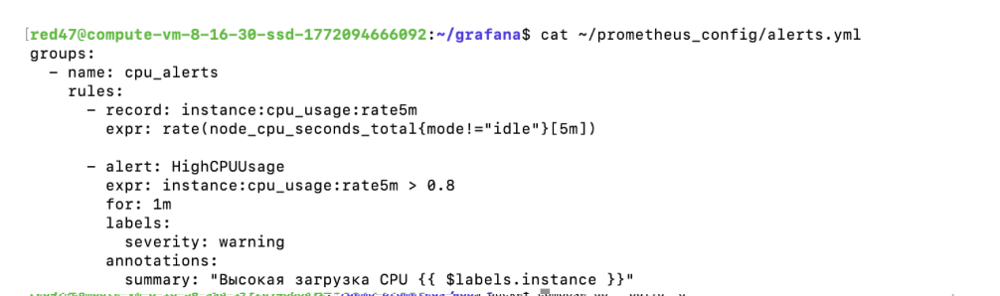 [red47@compute-vm-8-16-30-ssd-1772094666092:~/grafana$ cat ~/prometheus_config/alerts.yml
groups:
  - name: cpu_alerts
    rules:
      - record: instance:cpu_usage:rate5m
        expr: rate(node_cpu_seconds_total{mode!="idle"}[5m])

      - alert: HighCPUUsage
        expr: instance:cpu_usage:rate5m > 0.8
        for: 1m
        labels:
          severity: warning
        annotations:
          summary: "Высокая загрузка CPU {{ $labels.instance }}"